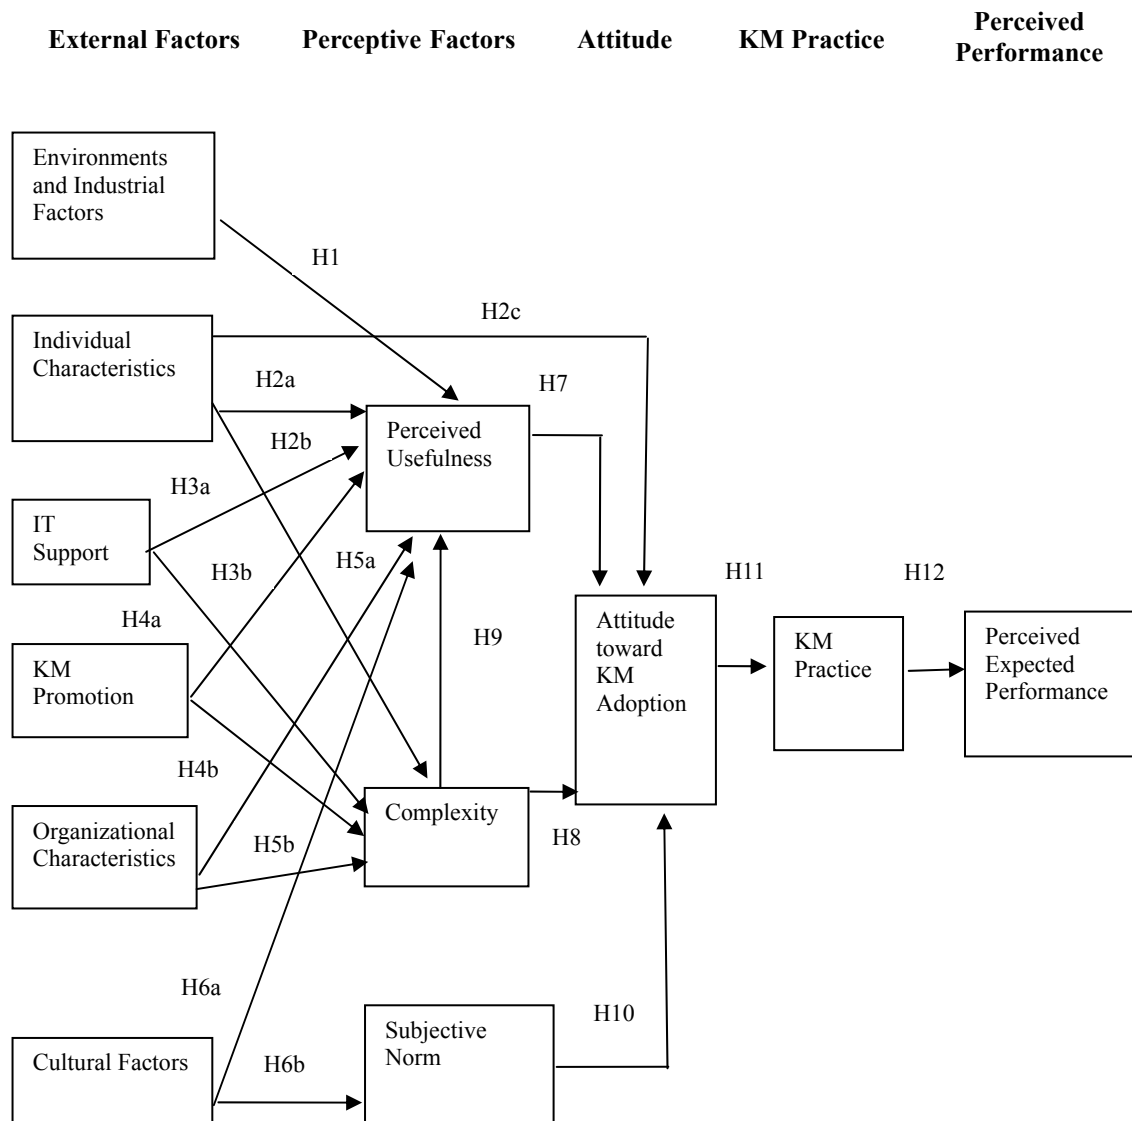 External Factors
Perceptive Factors
Attitude
KM Practice
Perceived
Performance
Environments
and Industrial
Factors
H1
H2c
Individual
Characteristics
H2a
H7
H2b
Perceived
Usefulness
H3a
IT
Support
H3b
H5a
H11
H12
H4a
H9
Attitude
toward
KM
Adoption
KM
Practice
Perceived
Expected
Performance
KM
Promotion
H4b
Complexity
H8
Organizational
Characteristics
H5b
H6a
H10
Subjective
Norm
Cultural Factors
H6b